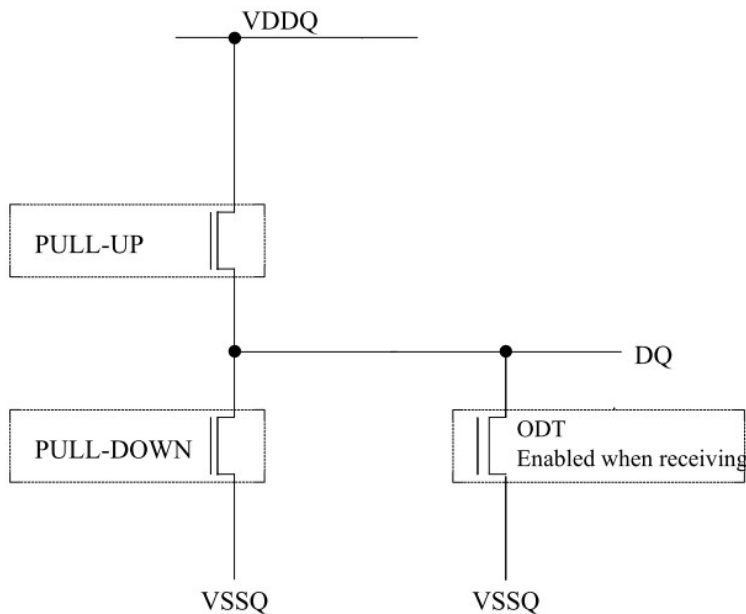 VDDQ
PULL-UP
DQ
PULL-DOWN
ODT
Enabled when receiving
VSSQ
VSSQ